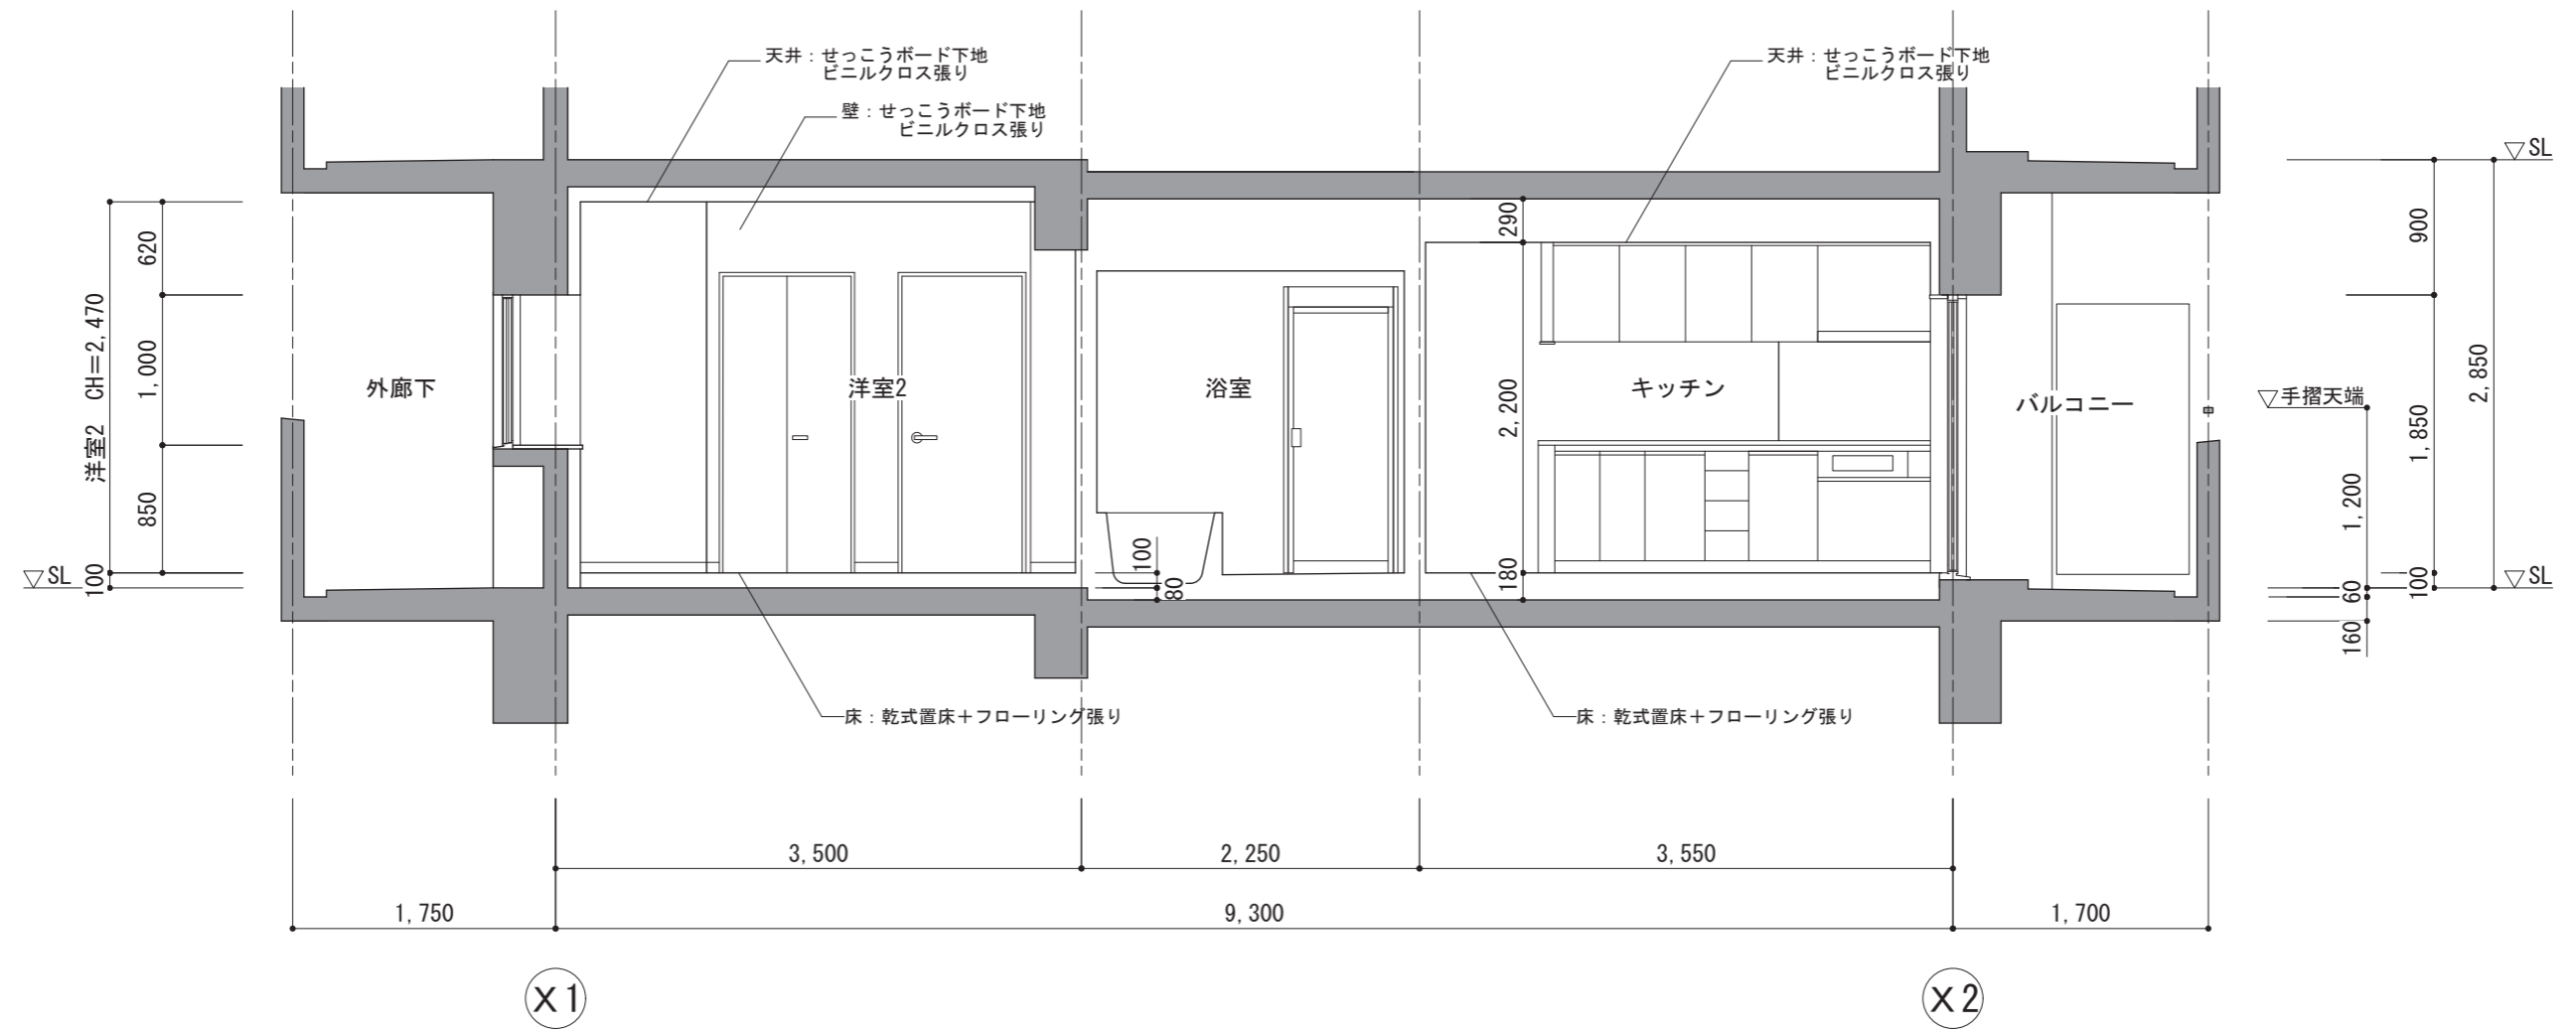 天井：せっこうボード下地
ビニルクロス張り
壁：せっこうボード下地
ビニルクロス張り
天井：せっこうボード下地
ビニルクロス張り
SL
620
1,000
850
100
洋室2 CH=2,470
SL
外廊下
洋室2
浴室
キッチン
バルコニー
290
2,200
180
100
80
手摺天端
900
1,850
100
2,850
1,200
60
160
SL
床：乾式置床＋フローリング張り
床：乾式置床＋フローリング張り
3,500
2,250
3,550
1,750
9,300
1,700
X1
X2